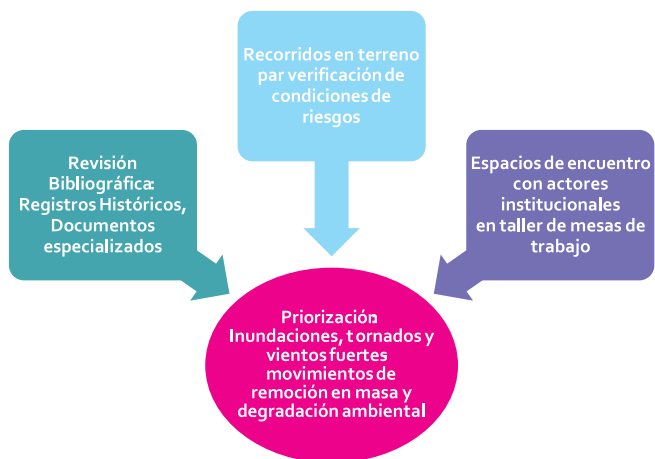 Recorridos en terreno
par verificación de
condiciones de
riesgos
Revisión
Bibliográfica:
Registros Históricos,
Documentos
especializados
Espacios de encuentro
con actores
institucionales
en taller de mesas de
trabajo
Priorización:
Inundaciones, tornados y
vientos fuertes
movimientos de
remoción en masa y
degradación ambiental